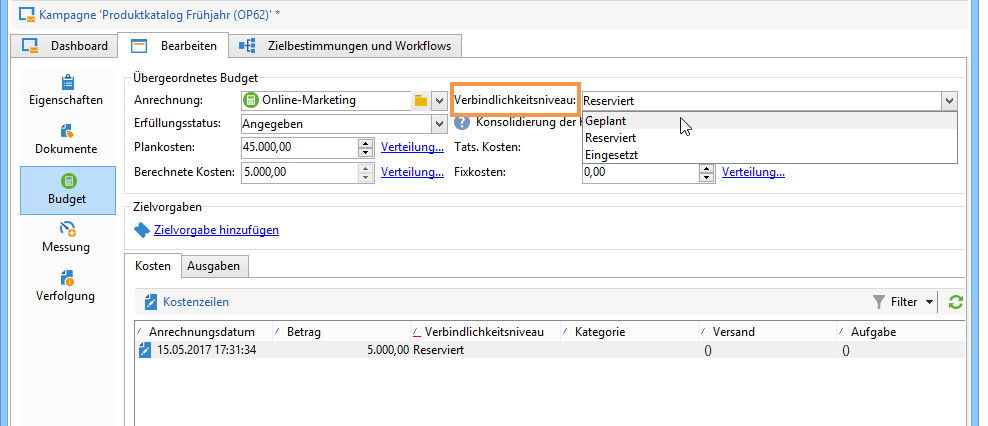 Kampagne 'Produktkatalog Frühjahr (OP62)' *
Dashboard Bearbeiten Zielbestimmungen und Workflows
Eigenschaften
Dokumente
Budget
Messung
Verfolgung
Übergeordnetes Budget
Anrechnung: Online-Marketing Verbindlichkeitsniveau: Reserviert
Erfüllungsstatus: Angegeben Konsolidierung der
Geplant
Reserviert
Eingesetzt
Plankosten: 45.000,00 Verteilung... Tats. Kosten:
Berechnete Kosten: 5.000,00 Verteilung... Fixkosten: 0,00 Verteilung...
Zielvorgaben
Zielvorgabe hinzufügen
Kosten Ausgaben
Kostenzeilen Filter
Anrechnungsdatum Betrag Verbindlichkeitsniveau Kategorie Versand Aufgabe
15.05.2017 17:31:34 5.000,00 Reserviert () ()